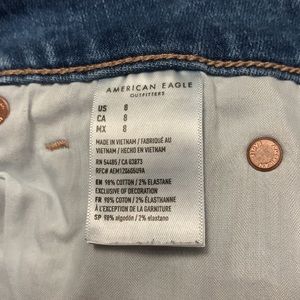 AMERICAN EAGLE
OUTFITTERS
US 8
CA 8
MX 8
MADE IN VIETNAM / FABRIQUÉ AU
VIETNAM / HECHO EN VIETNAM
RN 54485 / CA 03873
EN 98% COTTON / 2% ELASTANE
EXCLUSIVE OF DECORATION
FR 98% COTON / 2% ÉLASTHANNE
À L'EXCEPTION DE LA GARNITURE
SP 98% algodón / 2% elastano